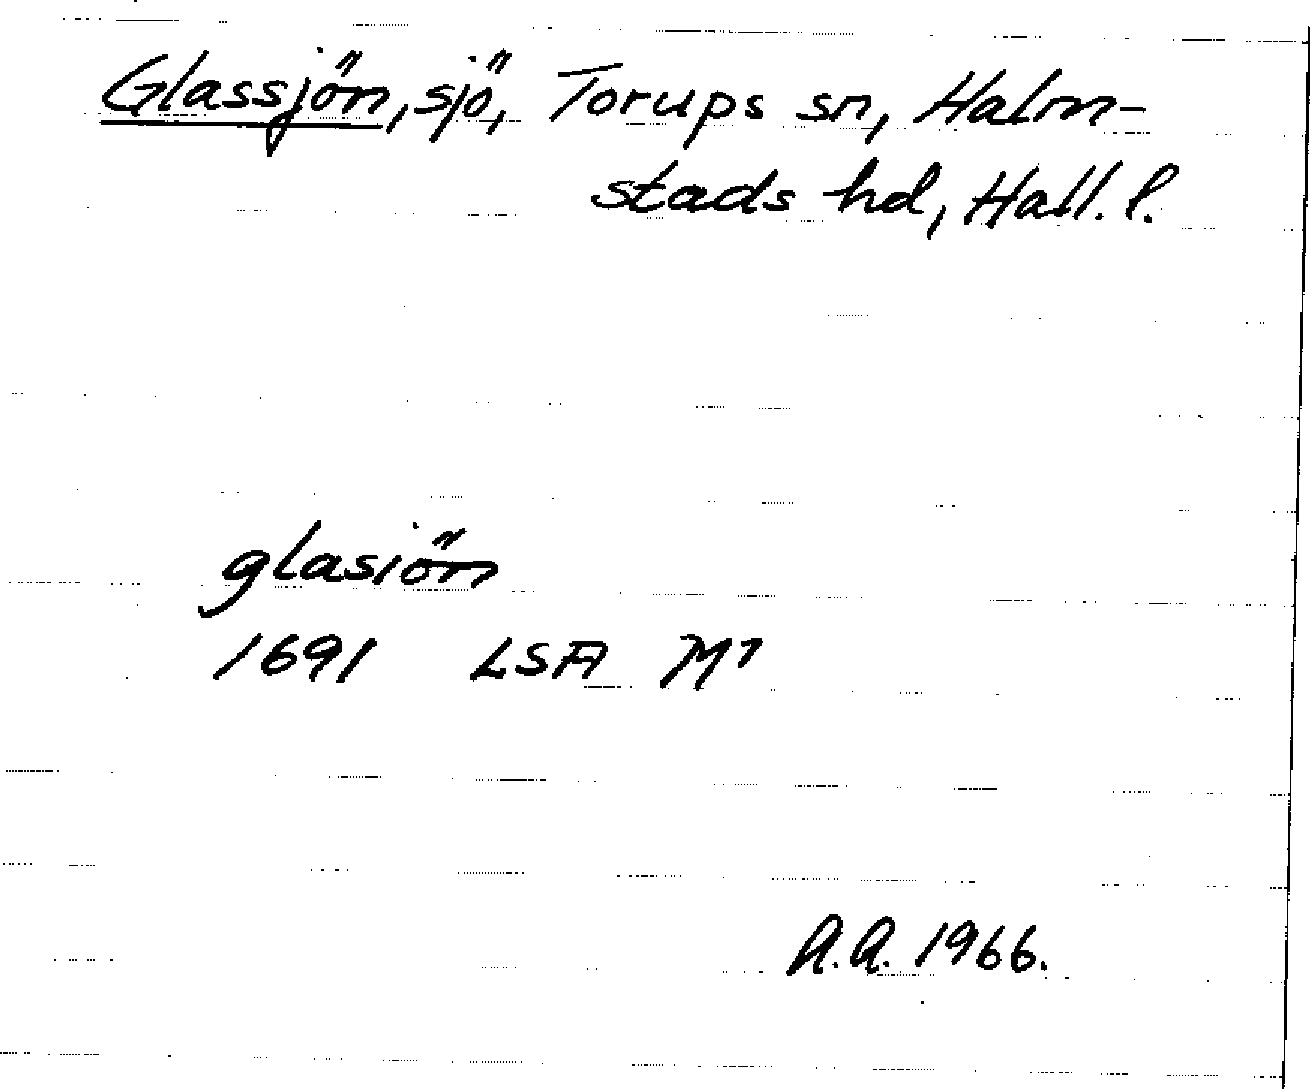 Glassjön, sjö, Torups sn, Halm-
stads hd, Hall. l.
glasiön
1691 LSA M¹
A.A. 1966.